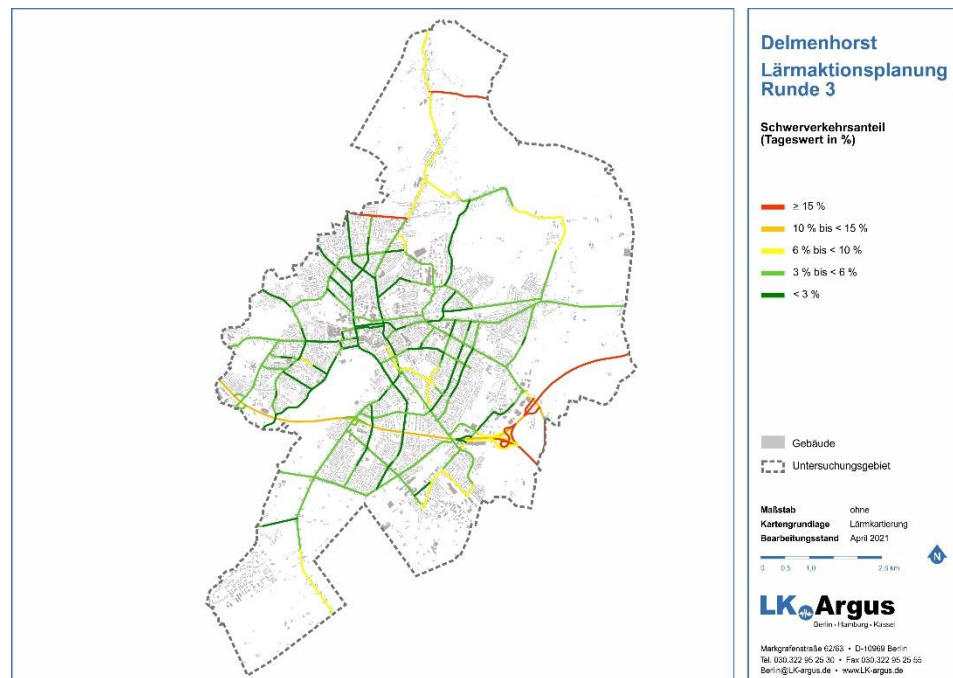 Delmenhorst
Lärmaktionsplanung
Runde 3
Schwerverkehrsanteil
(Tageswert in %)
≥ 15 %
10 % bis < 15 %
6 % bis < 10 %
3 % bis < 6 %
< 3 %
Gebäude
Untersuchungsgebiet
Maßstab ohne
Kartengrundlage Lärmkartierung
Bearbeitungsstand April 2021
0 0,5 1,0 2,0 km
N
LK Argus
Berlin - Hamburg - Kassel
Markgrafenstraße 62/63 • D-10969 Berlin
Tel. 030.322 95 25 30 • Fax 030.322 95 25 55
Berlin@LK-argus.de • www.LK-argus.de